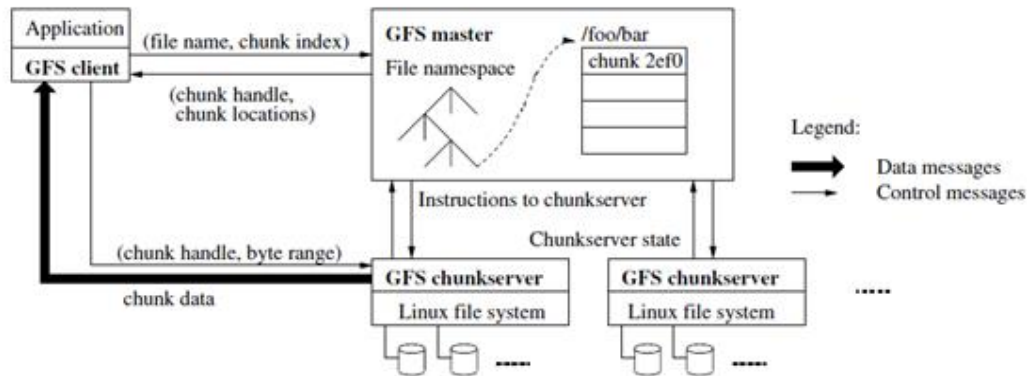 Application
GFS client
(file name, chunk index)
(chunk handle,
chunk locations)
GFS master
File namespace
/foo/bar
chunk 2ef0
Legend:
Data messages
Control messages
Instructions to chunkserver
Chunkserver state
(chunk handle, byte range)
chunk data
GFS chunkserver
Linux file system
GFS chunkserver
Linux file system